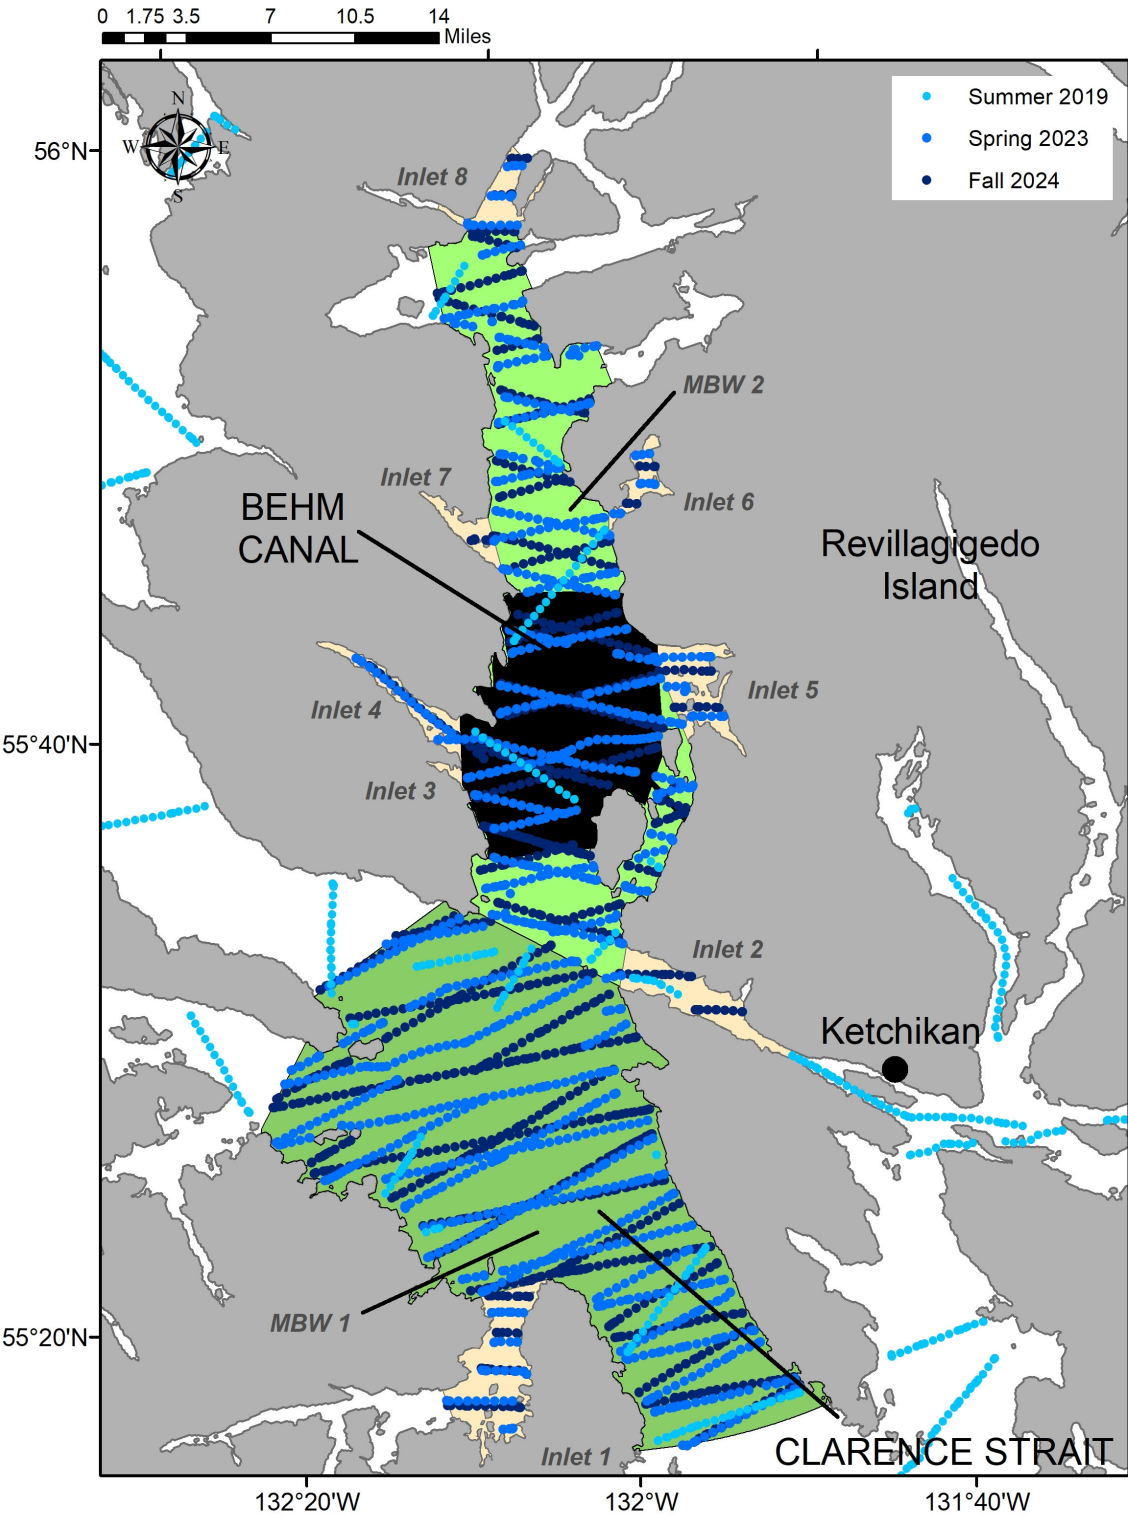 0 1.75 3.5 7 10.5 14
Miles
Summer 2019
Spring 2023
Fall 2024
N
W E
S
56°N
Inlet 8
MBW 2
Inlet 7
Inlet 6
BEHM
CANAL
Revillagigedo
Island
Inlet 5
Inlet 4
55°40'N
Inlet 3
Inlet 2
Ketchikan
MBW 1
55°20'N
Inlet 1
CLARENCE STRAIT
132°20'W 132°W 131°40'W